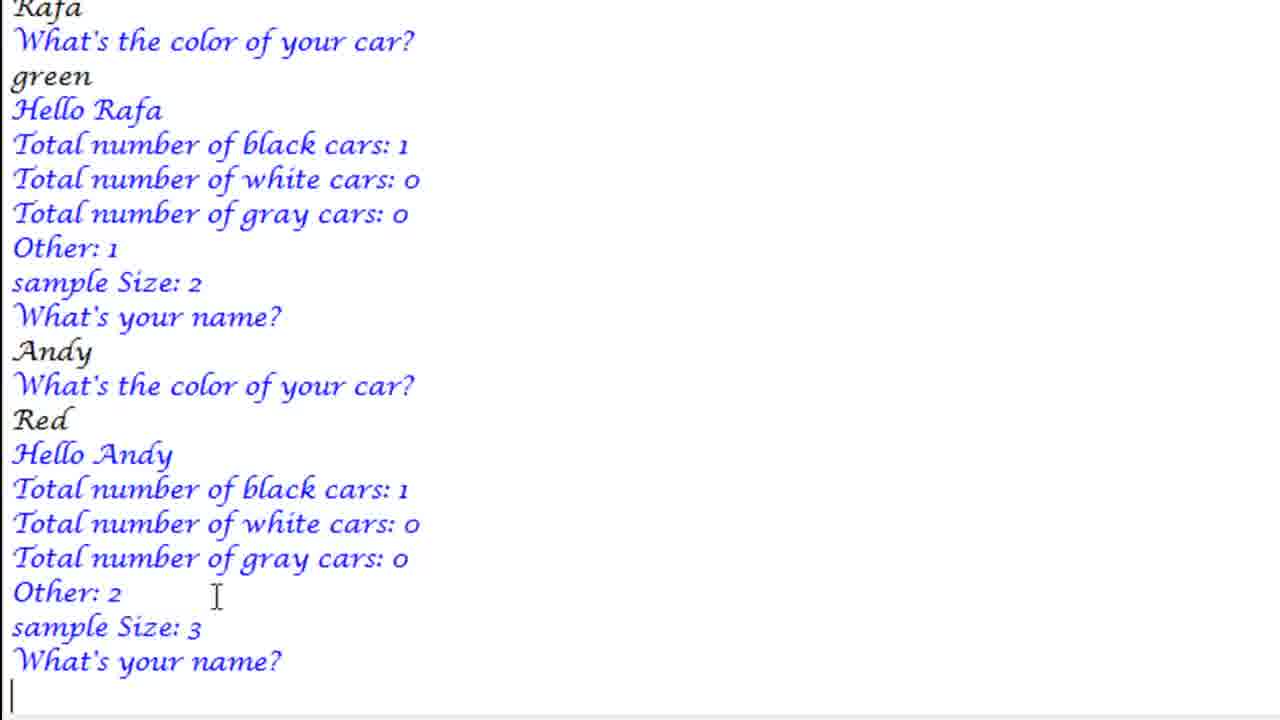 Rafa
What's the color of your car?
green
Hello Rafa
Total number of black cars: 1
Total number of white cars: 0
Total number of gray cars: 0
Other: 1
sample Size: 2
What's your name?
Andy
What's the color of your car?
Red
Hello Andy
Total number of black cars: 1
Total number of white cars: 0
Total number of gray cars: 0
Other: 2
sample Size: 3
What's your name?